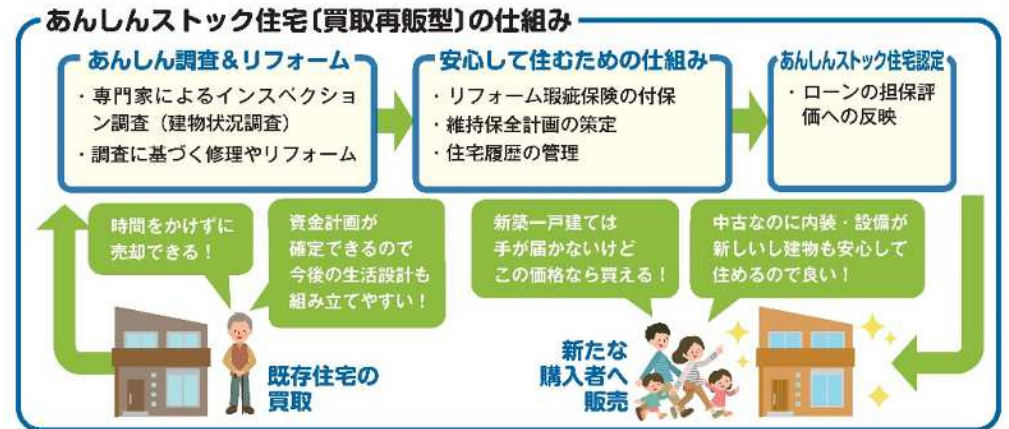 あんしんストック住宅〔買取再販型〕の仕組み
あんしん調査＆リフォーム
・専門家によるインスペクショ
ン調査（建物状況調査）
・調査に基づく修理やリフォーム
安心して住むための仕組み
・リフォーム瑕疵保険の付保
・維持保全計画の策定
・住宅履歴の管理
あんしんストック住宅認定
・ローンの担保評
価への反映
時間をかけずに
売却できる！
資金計画が
確定できるので
今後の生活設計も
組み立てやすい！
新築一戸建ては
手が届かないけど
この価格なら買える！
中古なのに内装・設備が
新しいし建物も安心して
住めるので良い！
既存住宅の
買取
新たな
購入者へ
販売